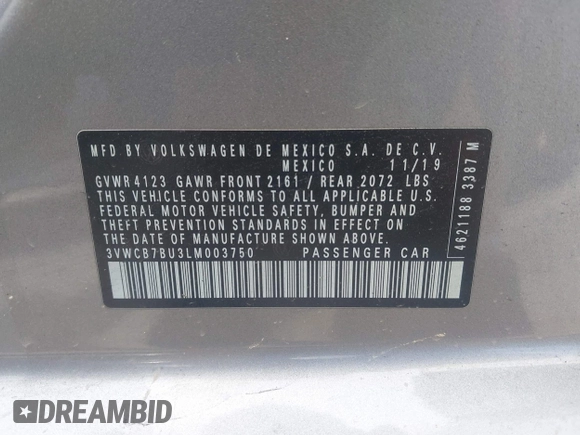 MFD BY VOLKSWAGEN DE MEXICO S.A. DE C.V.
MEXICO 11/19
GVWR 4123 GAWR FRONT 2161 / REAR 2072 LBS
THIS VEHICLE CONFORMS TO ALL APPLICABLE U.S.
FEDERAL MOTOR VEHICLE SAFETY, BUMPER AND
THEFT PREVENTION STANDARDS IN EFFECT ON
THE DATE OF MANUFACTURE SHOWN ABOVE.
3VWCB7BU3LM003750 PASSENGER CAR
4621188 3387 M
DREAMBID